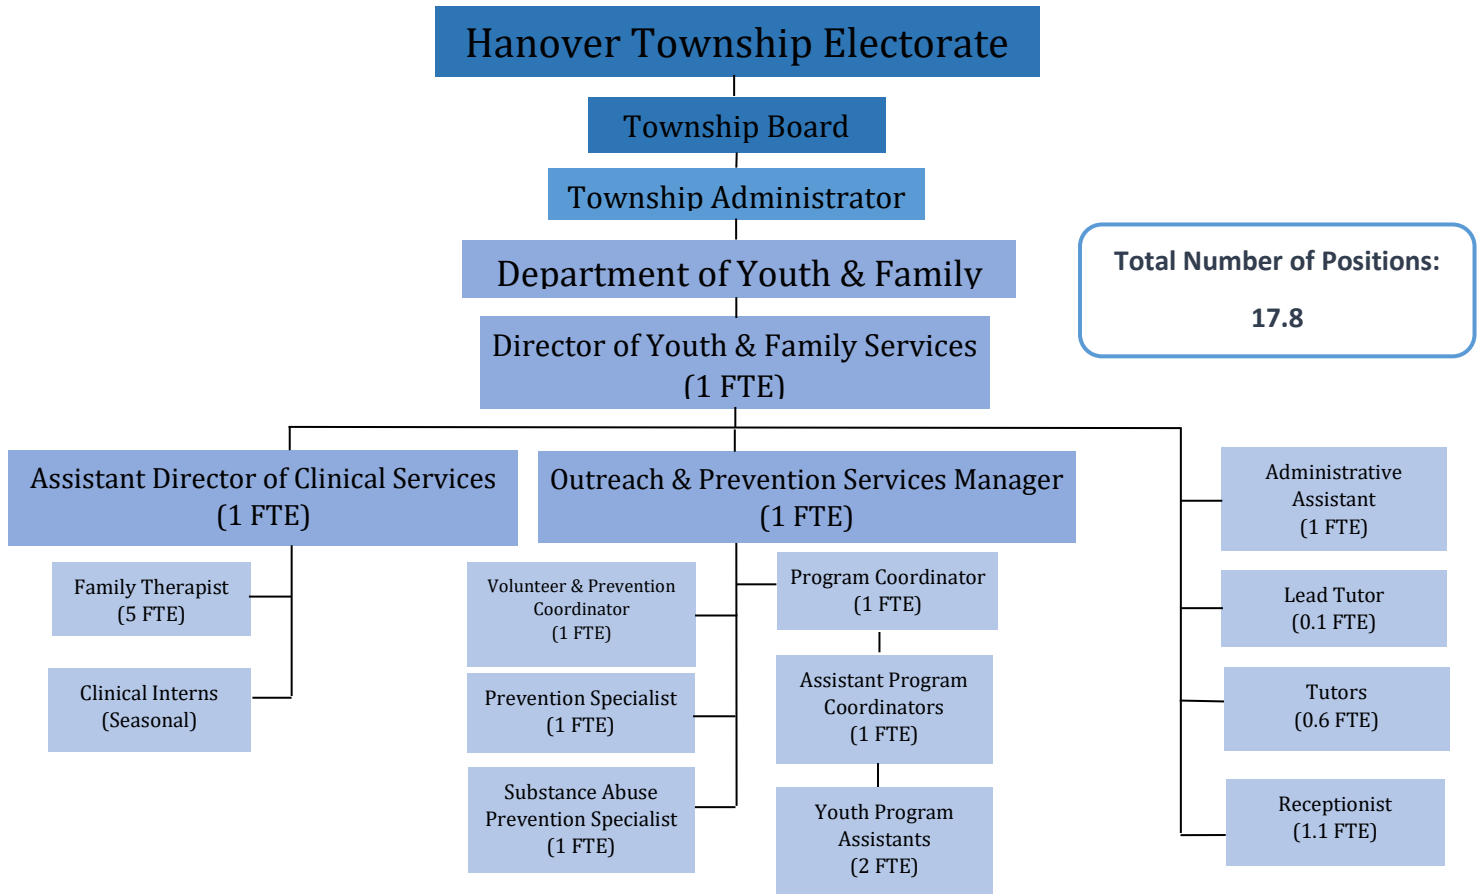 Hanover Township Electorate
Township Board
Township Administrator
Department of Youth & Family
Total Number of Positions:
17.8
Director of Youth & Family Services
(1 FTE)
Assistant Director of Clinical Services
(1 FTE)
Family Therapist
(5 FTE)
Clinical Interns
(Seasonal)
Outreach & Prevention Services Manager
(1 FTE)
Volunteer & Prevention
Coordinator
(1 FTE)
Prevention Specialist
(1 FTE)
Substance Abuse
Prevention Specialist
(1 FTE)
Program Coordinator
(1 FTE)
Assistant Program
Coordinators
(1 FTE)
Youth Program
Assistants
(2 FTE)
Administrative
Assistant
(1 FTE)
Lead Tutor
(0.1 FTE)
Tutors
(0.6 FTE)
Receptionist
(1.1 FTE)